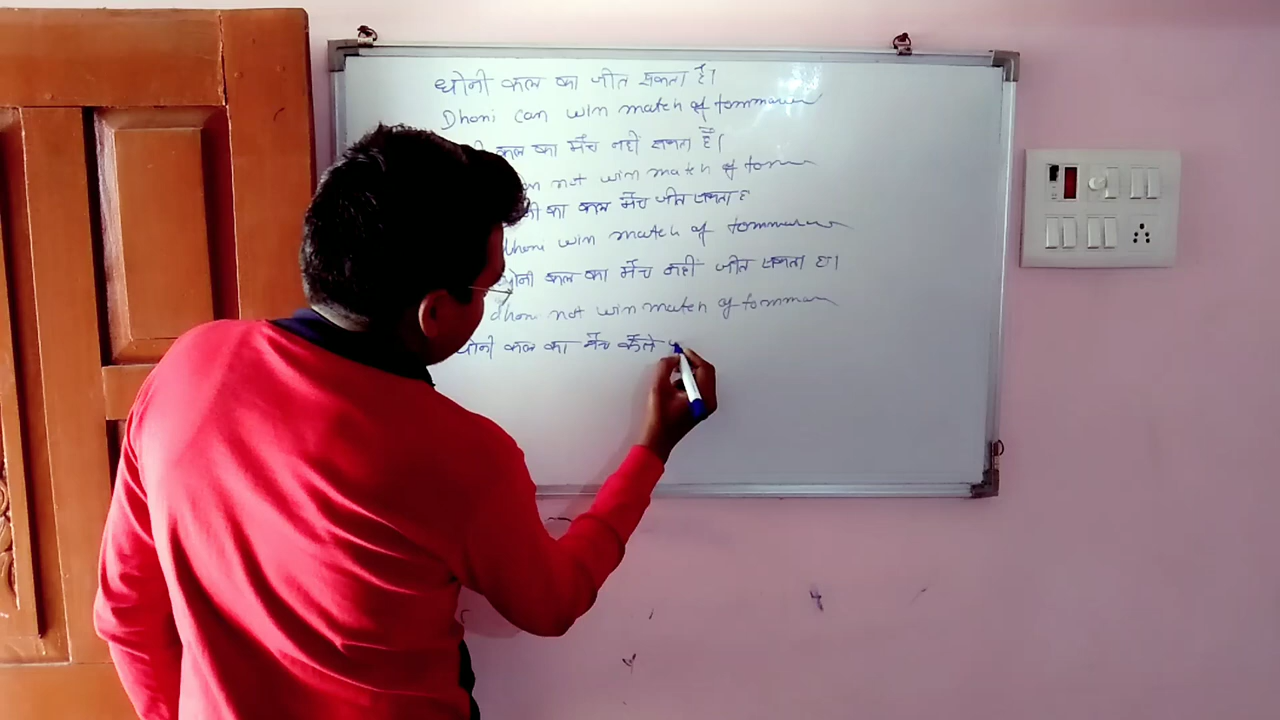 धोनी कल का जीत सकता है।
Dhoni can win match of tommarow
कल का मैच नहीं सकता है।
not win match of
का कल मैच जीत सकता
dhoni win match of tommarow
धोनी कल का मैच नहीं जीत सकता है।
dhoni not win match of tommarow
धोनी कल का मैच कैसे